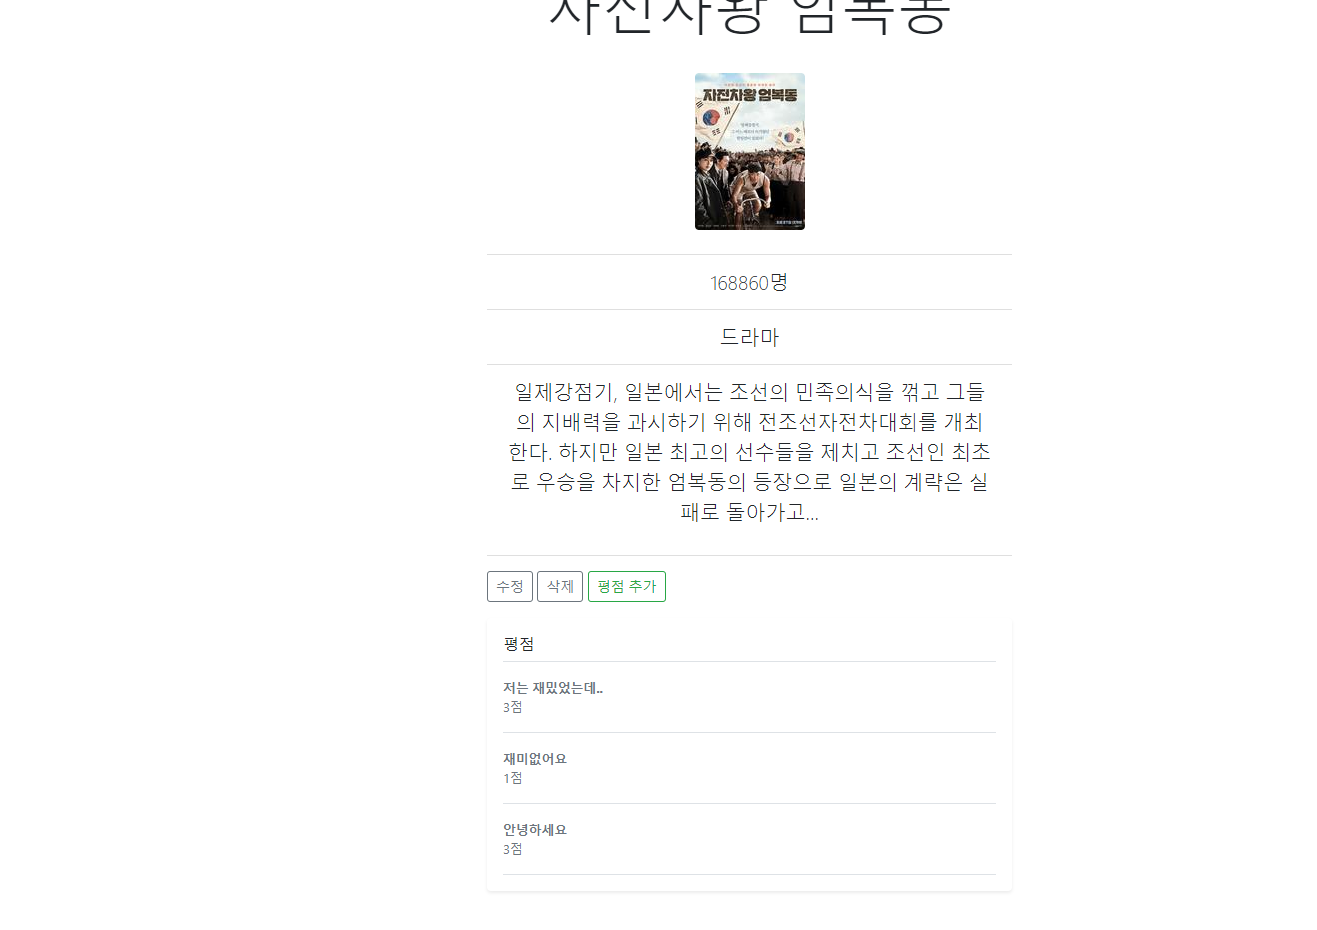 자전차왕 엄복동
자전차왕 엄복동
168860명
드라마
일제강점기, 일본에서는 조선의 민족의식을 꺾고 그들
의 지배력을 과시하기 위해 전조선자전차대회를 개최
한다. 하지만 일본 최고의 선수들을 제치고 조선인 최초
로 우승을 차지한 엄복동의 등장으로 일본의 계략은 실
패로 돌아가고...
수정 삭제 평점 추가
평점
저는 재밌었는데..
3점
재미없어요
1점
안녕하세요
3점